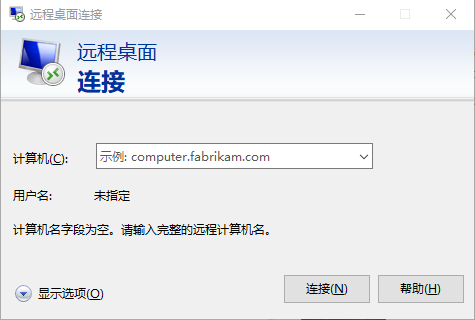 远程桌面连接
远程桌面
连接
计算机(C): 示例: computer.fabrikam.com
用户名: 未指定
计算机名字段为空。请输入完整的远程计算机名。
显示选项(O) 连接(N) 帮助(H)